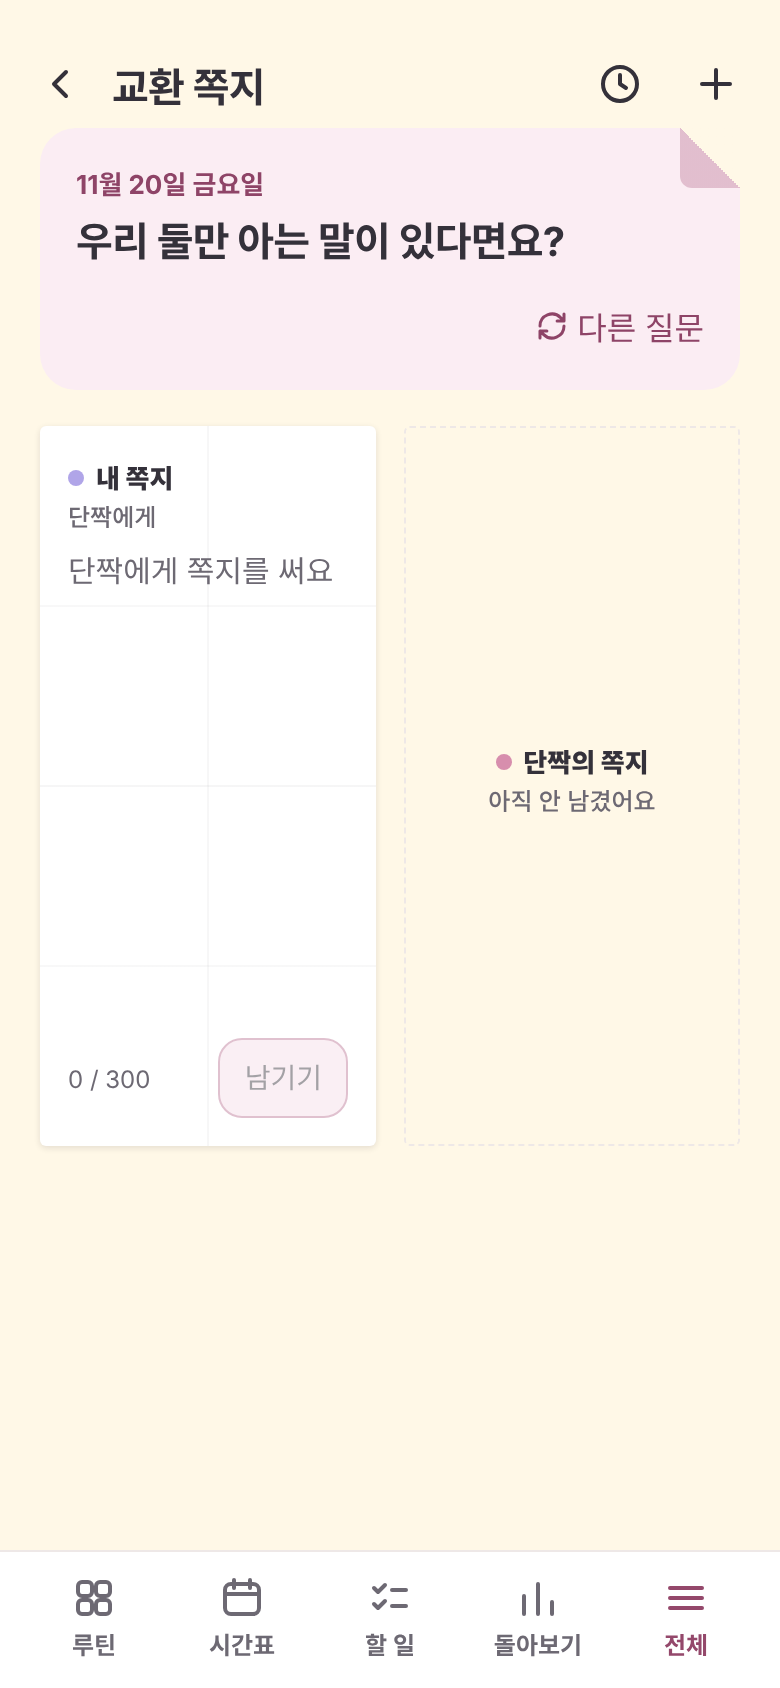 교환 쪽지
11월 20일 금요일
우리 둘만 아는 말이 있다면요?
다른 질문
내 쪽지
단짝에게
단짝에게 쪽지를 써요
0 / 300
남기기
단짝의 쪽지
아직 안 남겼어요
루틴
시간표
할 일
돌아보기
전체